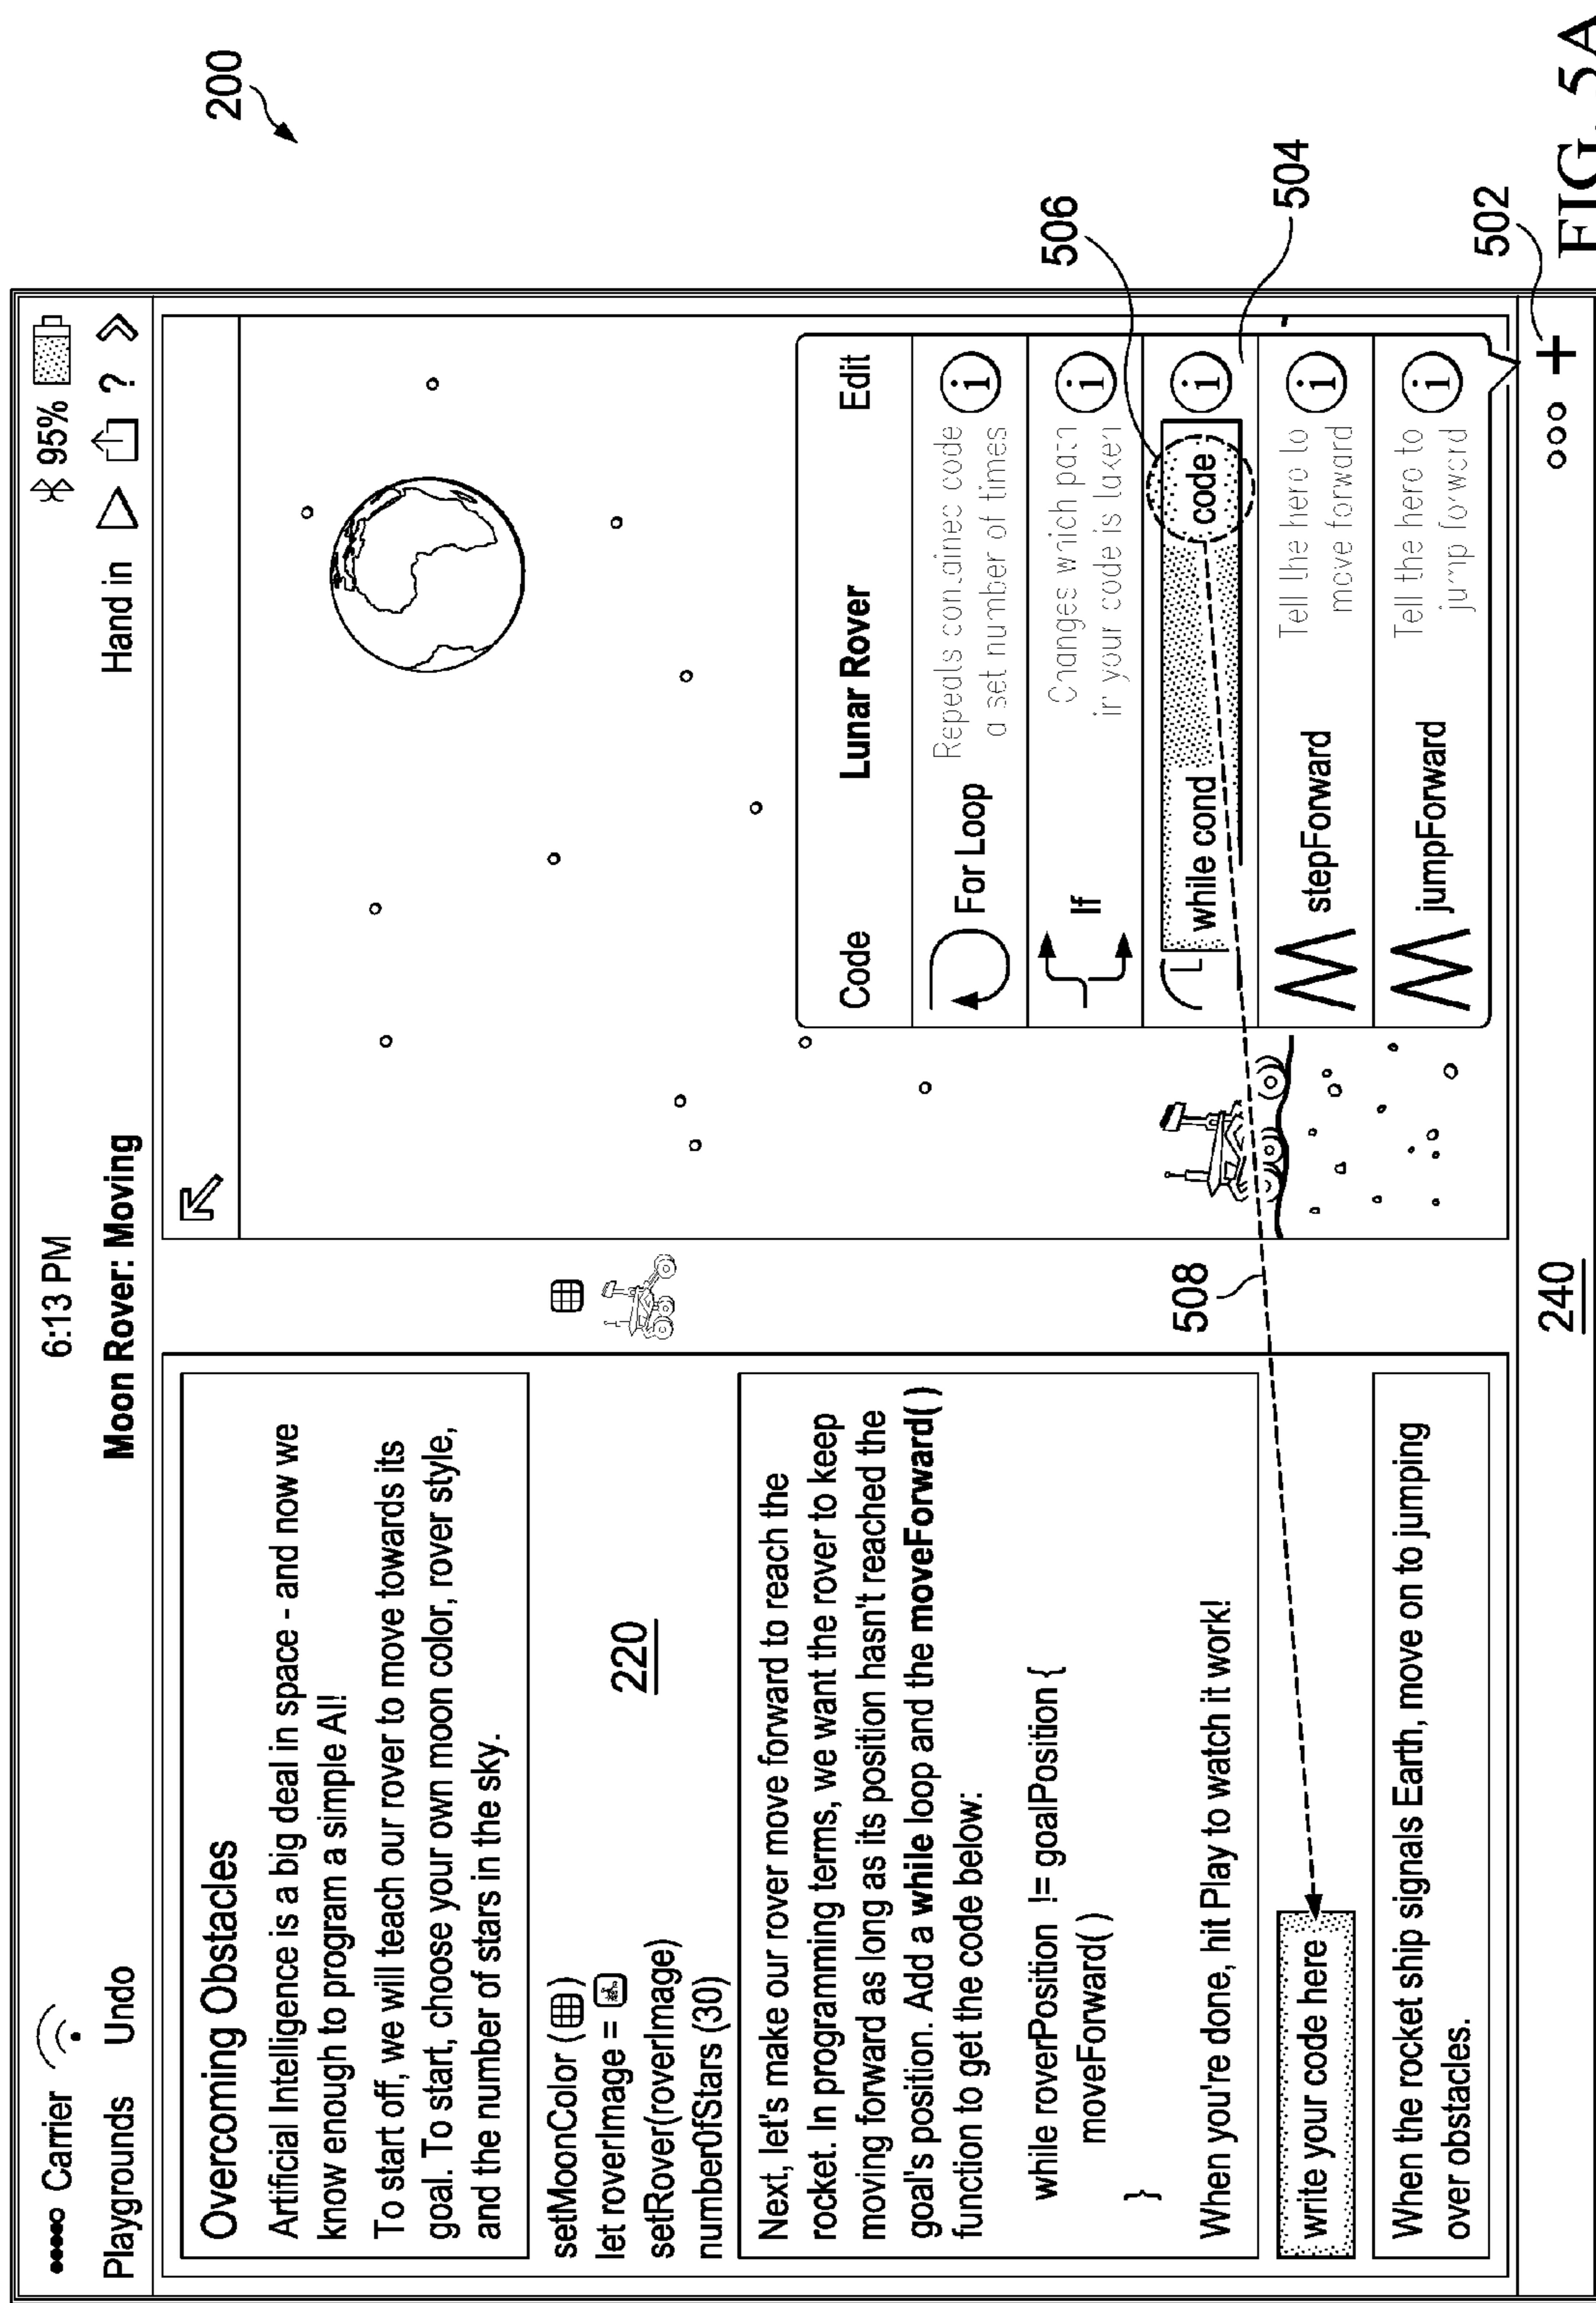 ●●●●○ Carrier
6:13 PM
95%
Playgrounds Undo
Moon Rover: Moving
Hand in ?
Overcoming Obstacles
Artificial Intelligence is a big deal in space - and now we
know enough to program a simple AI!
To start off, we will teach our rover to move towards its
goal. To start, choose your own moon color, rover style,
and the number of stars in the sky.
setMoonColor ( )
let roverImage =
setRover(roverImage)
numberOfStars (30)
220
Next, let's make our rover move forward to reach the
rocket. In programming terms, we want the rover to keep
moving forward as long as its position hasn't reached the
goal's position. Add a while loop and the moveForward( )
function to get the code below:
while roverPosition != goalPosition {
moveForward( )
}
When you're done, hit Play to watch it work!
write your code here
When the rocket ship signals Earth, move on to jumping
over obstacles.
508
Code Lunar Rover Edit
For Loop
Repeats contained code
a set number of times
i
If
Changes which path
in your code is taken
i
while cond
code
i
stepForward
Tell the hero to
move forward
i
jumpForward
Tell the hero to
jump forward
i
240
ooo +
200
506
504
502
FIG. 5A